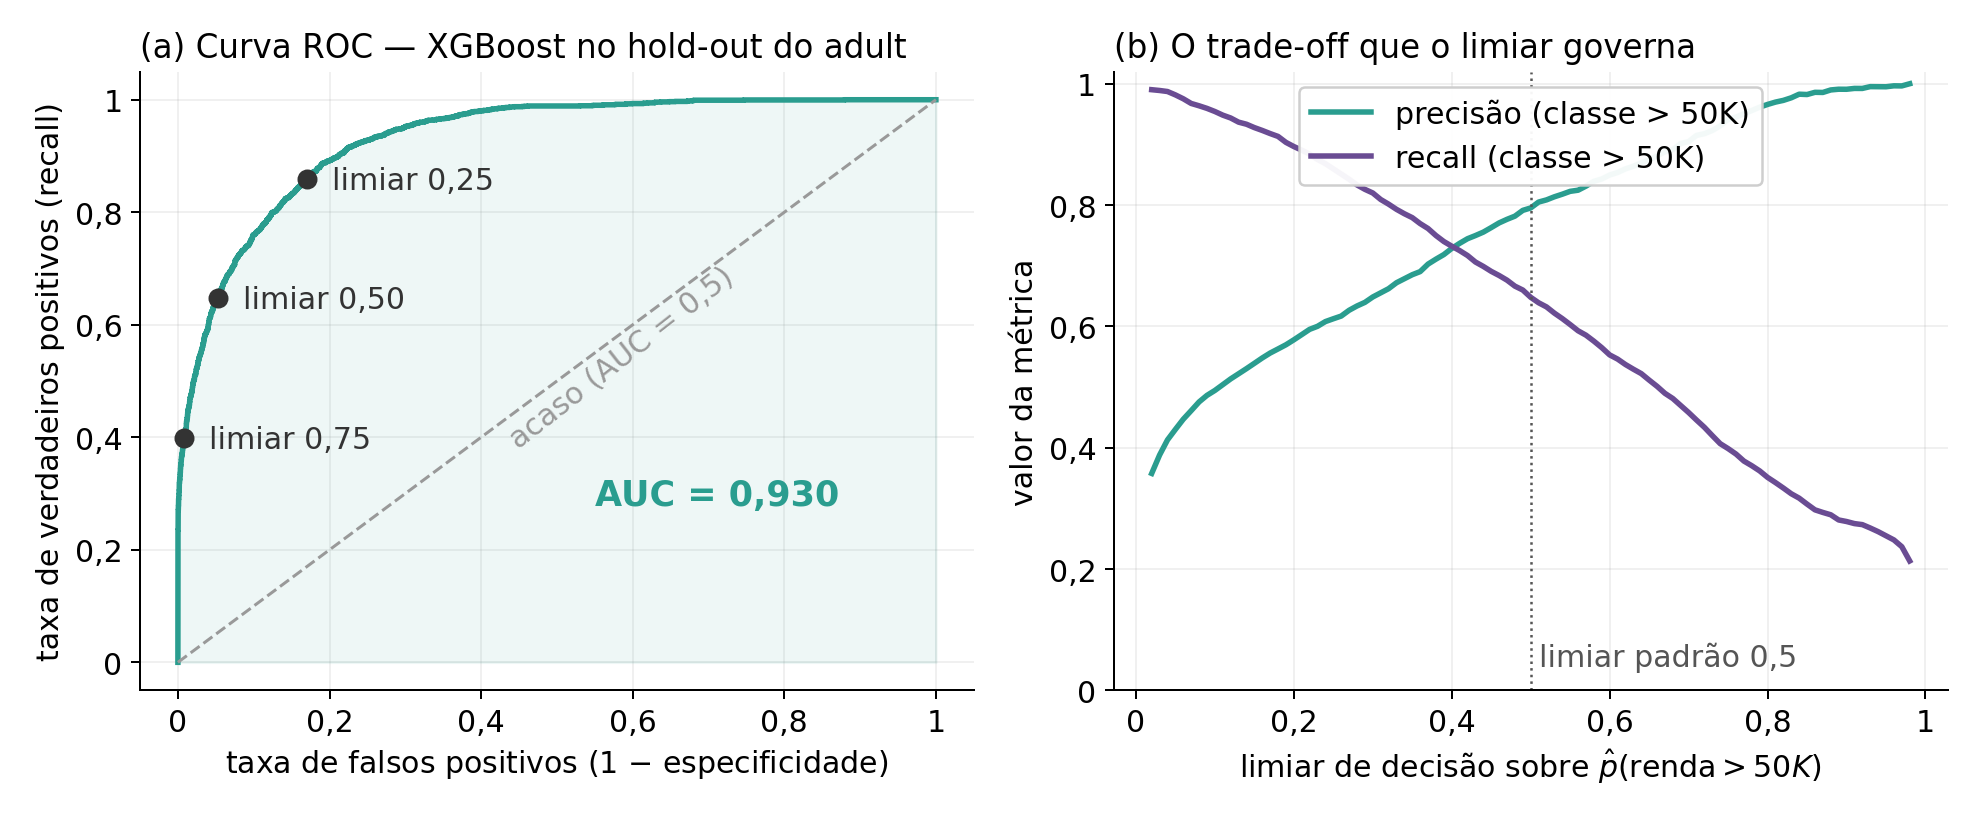 (a) Curva ROC — XGBoost no hold-out do adult
taxa de verdadeiros positivos (recall)
1
0,8
0,6
0,4
0,2
0
limiar 0,25
limiar 0,50
limiar 0,75
acaso (AUC = 0,5)
AUC = 0,930
0 0,2 0,4 0,6 0,8 1
taxa de falsos positivos (1 − especificidade)
(b) O trade-off que o limiar governa
valor da métrica
1
0,8
0,6
0,4
0,2
0
precisão (classe > 50K)
recall (classe > 50K)
limiar padrão 0,5
0 0,2 0,4 0,6 0,8 1
limiar de decisão sobre p̂(renda > 50K)